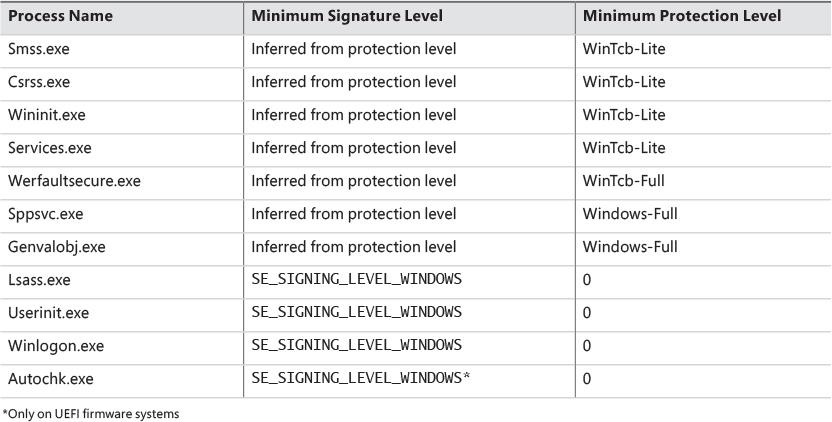 Process Name Minimum Signature Level Minimum Protection Level
Smss.exe Inferred from protection level WinTcb-Lite
Csrss.exe Inferred from protection level WinTcb-Lite
Wininit.exe Inferred from protection level WinTcb-Lite
Services.exe Inferred from protection level WinTcb-Lite
Werfaultsecure.exe Inferred from protection level WinTcb-Full
Sppsvc.exe Inferred from protection level Windows-Full
Genvalobj.exe Inferred from protection level Windows-Full
Lsass.exe SE_SIGNING_LEVEL_WINDOWS 0
Userinit.exe SE_SIGNING_LEVEL_WINDOWS 0
Winlogon.exe SE_SIGNING_LEVEL_WINDOWS 0
Autochk.exe SE_SIGNING_LEVEL_WINDOWS* 0
*Only on UEFI firmware systems